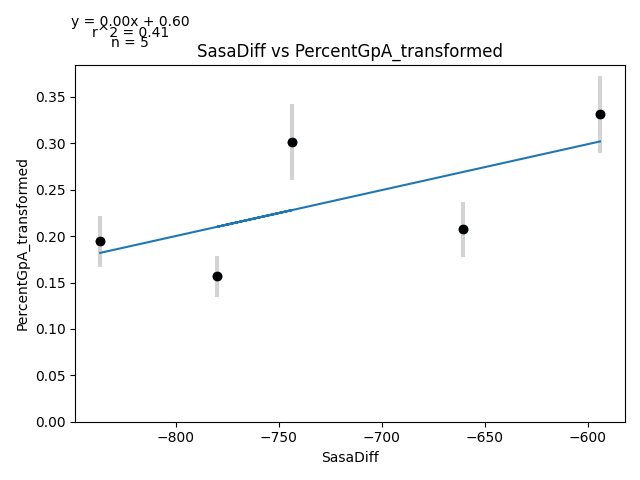 y = 0.00x + 0.60
r^2 = 0.41
n = 5
SasaDiff vs PercentGpA_transformed
PercentGpA_transformed
0.35
0.30
0.25
0.20
0.15
0.10
0.05
0.00
−800 −750 −700 −650 −600
SasaDiff